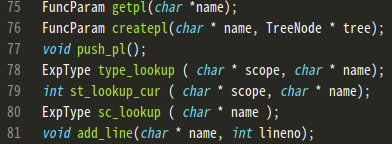 75 FuncParam getpl(char *name);
76 FuncParam createpl(char * name, TreeNode * tree);
77 void push_pl();
78 ExpType type_lookup ( char * scope, char * name);
79 int st_lookup_cur ( char * scope, char * name);
80 ExpType sc_lookup ( char * name );
81 void add_line(char * name, int lineno);